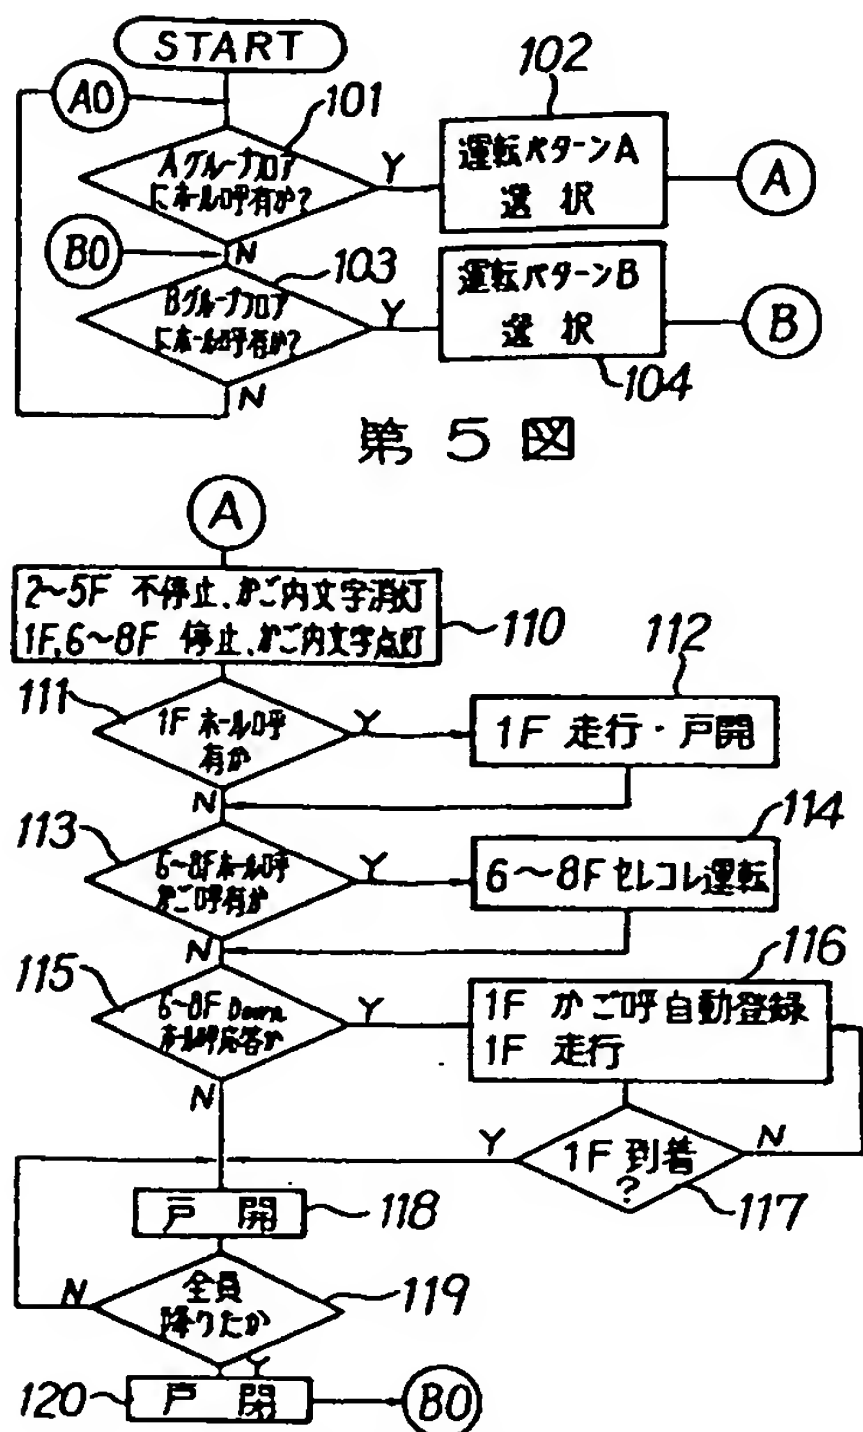 START
A0
101
102
Aグループフロア
にホール呼有か?
Y
運転パターンA
選択
A
N
B0
103
Bグループフロア
にホール呼有か?
Y
運転パターンB
選択
B
104
N
第5図
A
2~5F 不停止、かご内文字消灯
1F,6~8F 停止、かご内文字点灯
110
111
1Fホール呼
有か
Y
112
1F 走行・戸開
N
113
6~8Fホール呼
かご呼有か
Y
114
6~8Fセレコレ運転
N
115
6~8F Down
ホール呼応答か
Y
116
1F かご呼自動登録
1F 走行
N
Y
1F 到着
?
N
117
戸開
118
全員
降りたか
N
119
Y
120
戸閉
B0